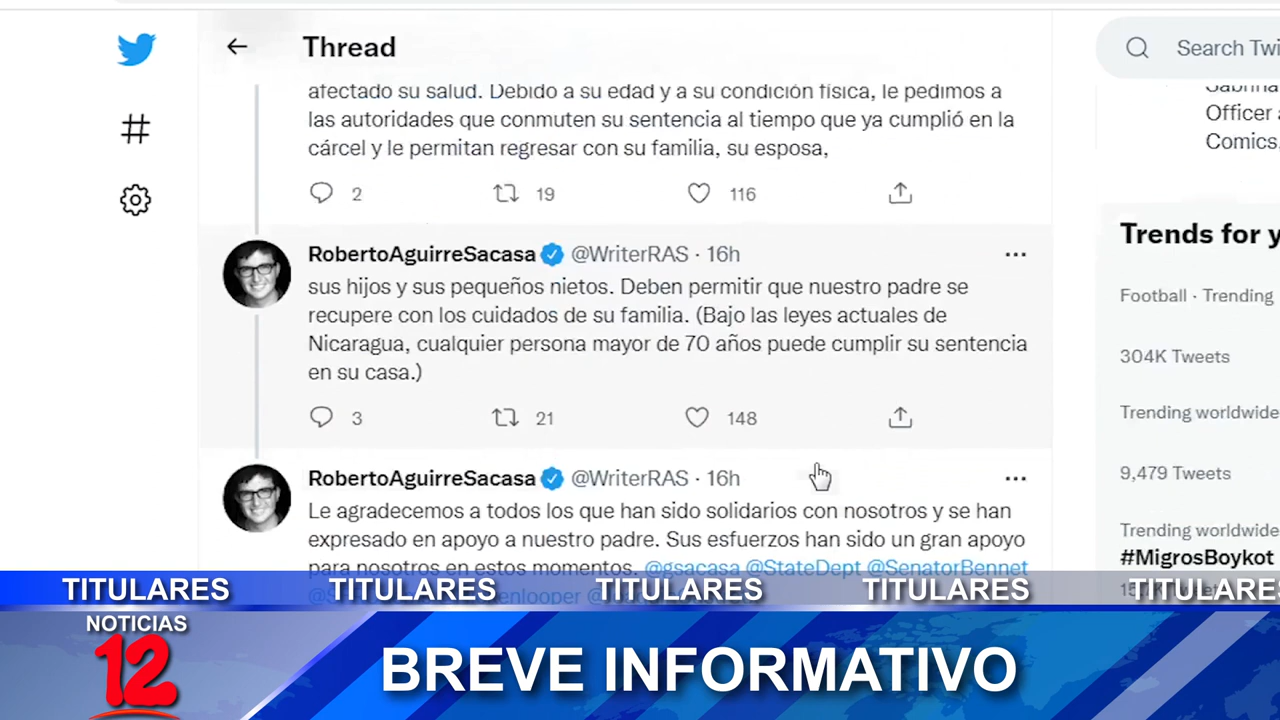 Thread
Search Twi
afectado su salud. Debido a su edad y a su condición física, le pedimos a
las autoridades que conmuten su sentencia al tiempo que ya cumplió en la
cárcel y le permitan regresar con su familia, su esposa,
2 19 116
RobertoAguirreSacasa @WriterRAS · 16h
sus hijos y sus pequeños nietos. Deben permitir que nuestro padre se
recupere con los cuidados de su familia. (Bajo las leyes actuales de
Nicaragua, cualquier persona mayor de 70 años puede cumplir su sentencia
en su casa.)
3 21 148
RobertoAguirreSacasa @WriterRAS · 16h
Le agradecemos a todos los que han sido solidarios con nosotros y se han
expresado en apoyo a nuestro padre. Sus esfuerzos han sido un gran apoyo
para nosotros en estos momentos. @gsacasa @StateDept @SenatorBennet
Sabrina
Officer a
Comics,
Trends for y
Football · Trending
304K Tweets
Trending worldwide
9,479 Tweets
Trending worldwide
#MigrosBoykot
TITULARES TITULARES TITULARES TITULARES TITULARES
NOTICIAS
12
BREVE INFORMATIVO